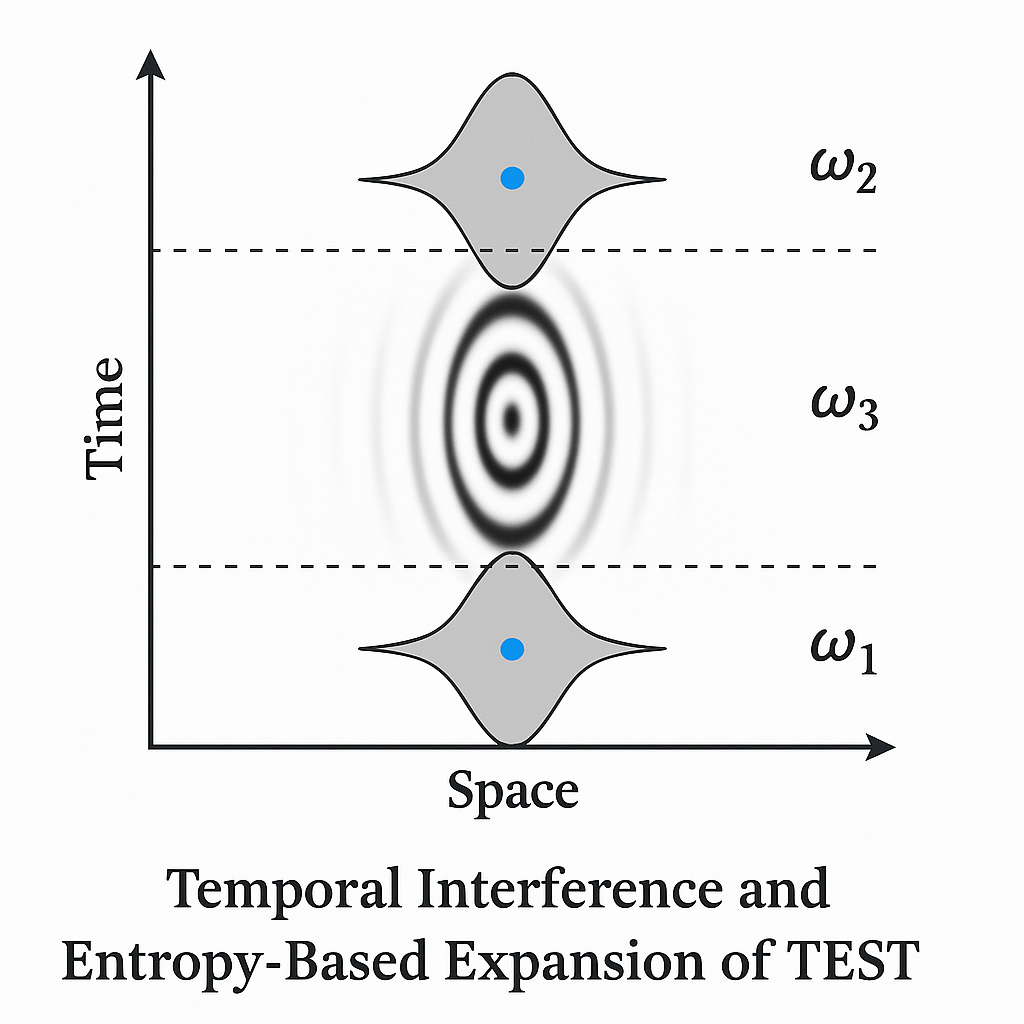 ω₂
ω₃
Time
ω₁
Space
Temporal Interference and
Entropy-Based Expansion of TEST